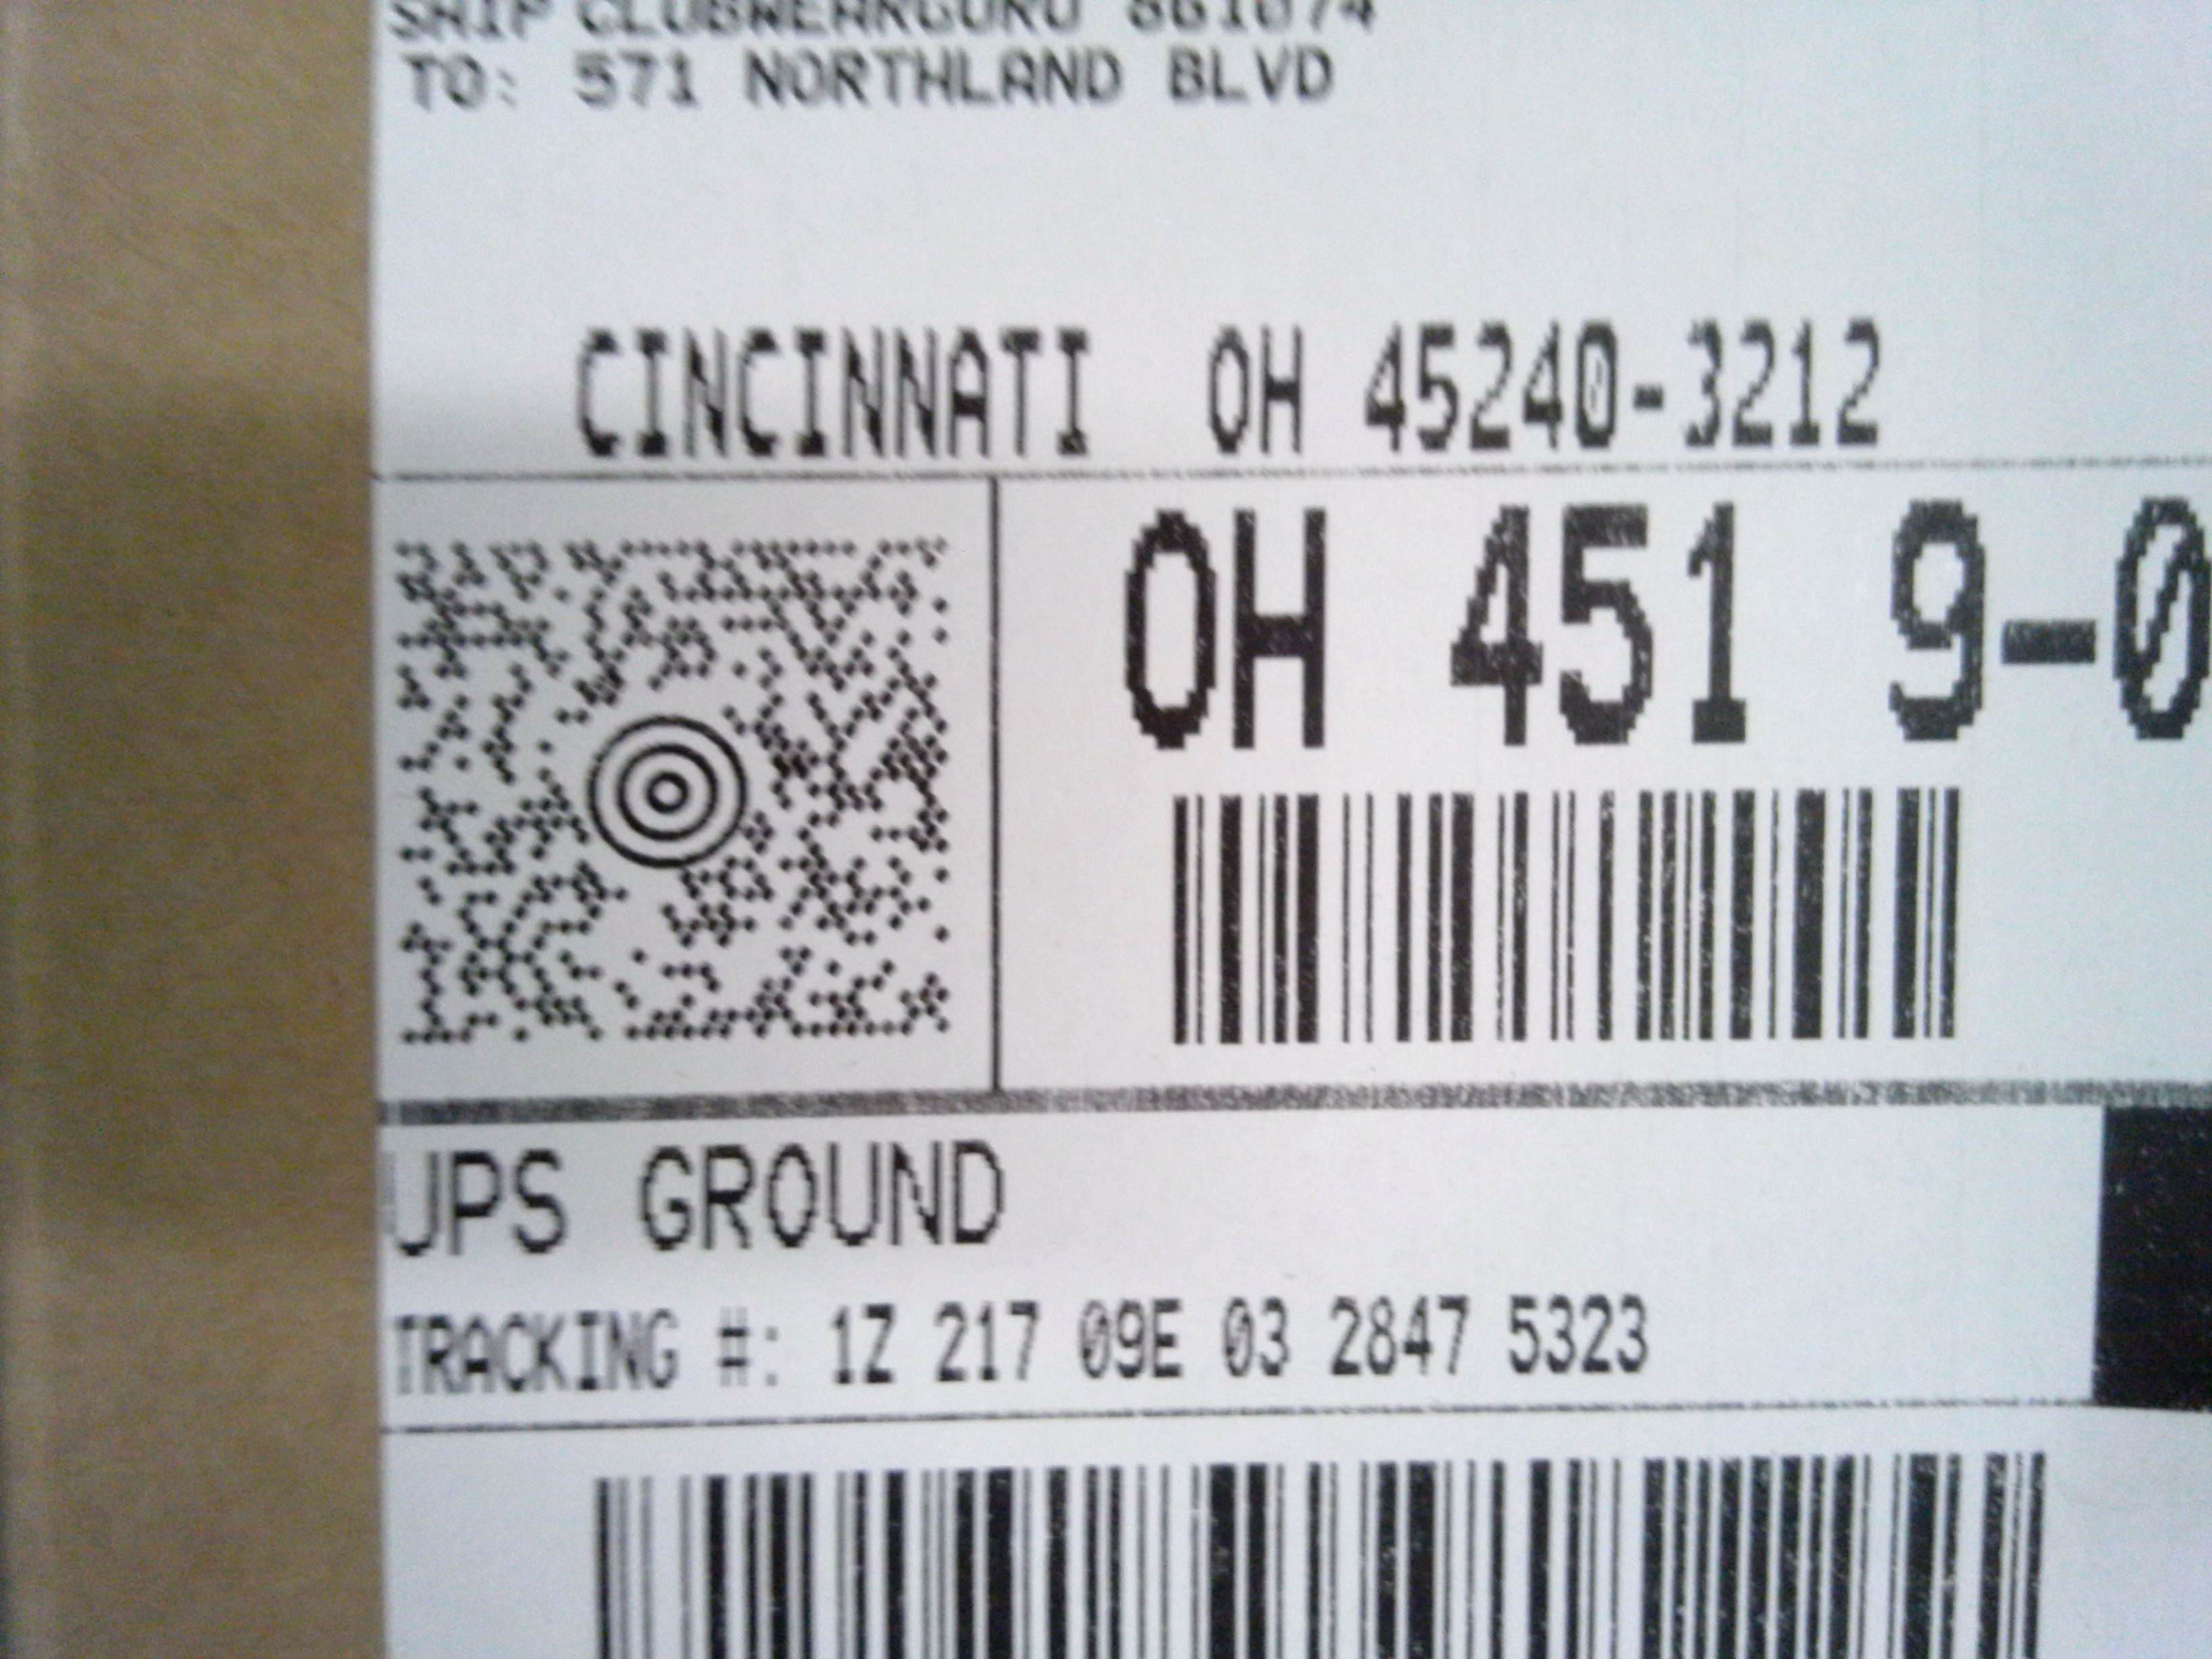 SHIP CLUBWEARGURU 861074
TO: 571 NORTHLAND BLVD
CINCINNATI OH 45240-3212
OH 451 9-0
UPS GROUND
TRACKING #: 1Z 217 09E 03 2847 5323